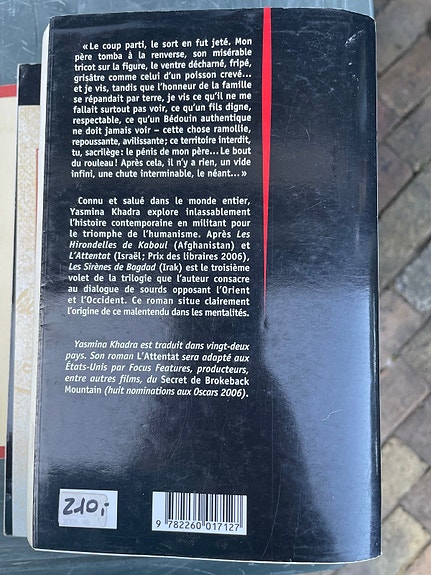 « Le coup parti, le sort en fut jeté. Mon
père tomba à la renverse, son misérable
tricot sur la figure, le ventre décharné, fripé,
grisâtre comme celui d'un poisson crevé...
et je vis, tandis que l'honneur de la famille
se répandait par terre, je vis ce qu'il ne me
fallait surtout pas voir, ce qu'un fils digne,
respectable, ce qu'un Bédouin authentique
ne doit jamais voir – cette chose ramollie,
repoussante, avilissante ; ce territoire interdit,
tu, sacrilège : le pénis de mon père... Le bout
du rouleau ! Après cela, il n'y a rien, un vide
infini, une chute interminable, le néant... »
Connu et salué dans le monde entier,
Yasmina Khadra explore inlassablement
l'histoire contemporaine en militant pour
le triomphe de l'humanisme. Après Les
Hirondelles de Kaboul (Afghanistan) et
L'Attentat (Israël ; Prix des libraires 2006),
Les Sirènes de Bagdad (Irak) est le troisième
volet de la trilogie que l'auteur consacre
au dialogue de sourds opposant l'Orient
et l'Occident. Ce roman situe clairement
l'origine de ce malentendu dans les mentalités.
Yasmina Khadra est traduit dans vingt-deux
pays. Son roman L'Attentat sera adapté aux
États-Unis par Focus Features, producteurs,
entre autres films, du Secret de Brokeback
Mountain (huit nominations aux Oscars 2006).
210,-
9 782260 017127